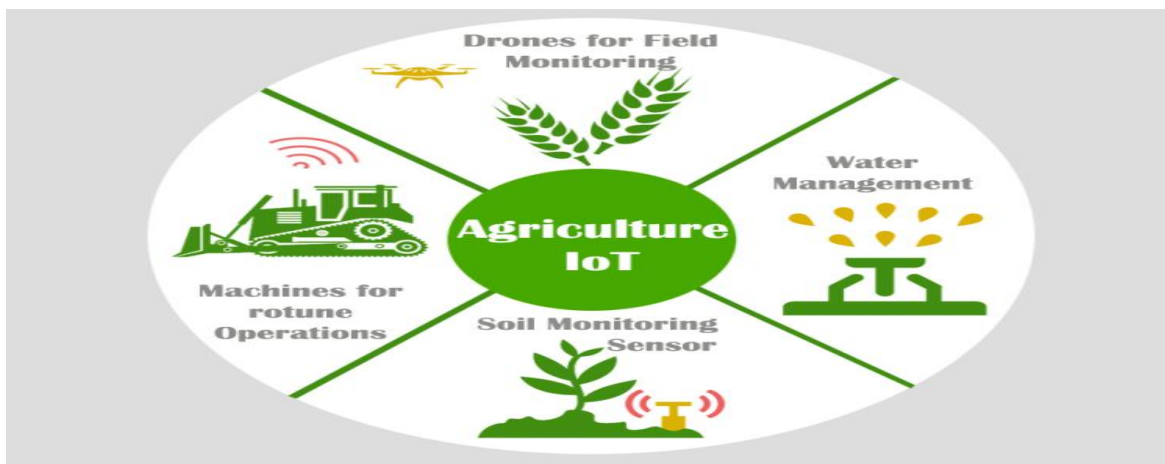 Drones for Field
Monitoring
Water
Management
Agriculture
IoT
Machines for
rotune
Operations
Soil Monitoring
Sensor